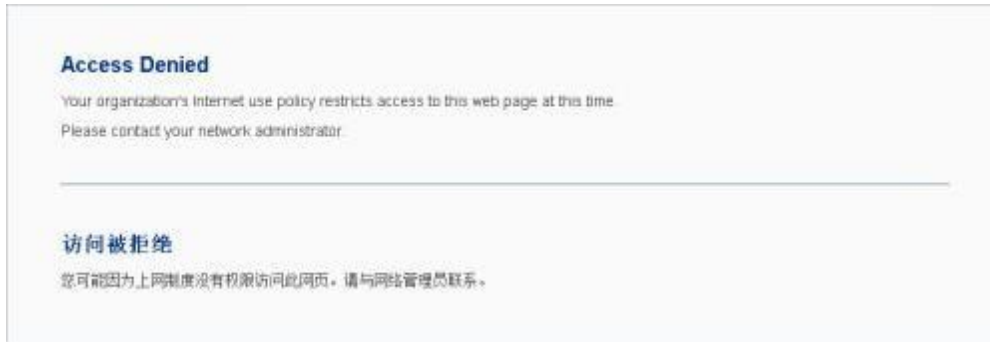 Access Denied
Your organization's Internet use policy restricts access to this web page at this time.
Please contact your network administrator.
访问被拒绝
您可能因为上网制度没有权限访问此网页。请与网络管理员联系。